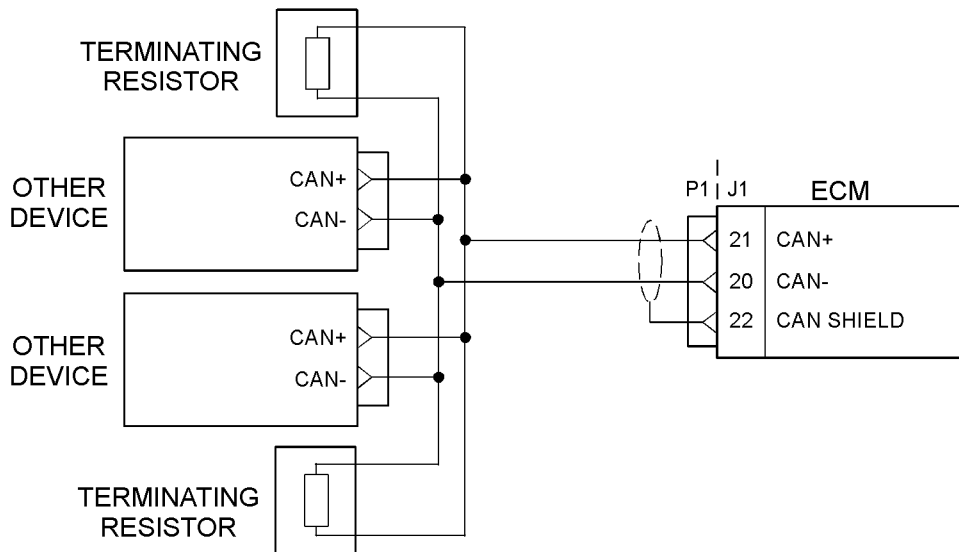 TERMINATING
RESISTOR
OTHER
DEVICE
CAN+
CAN-
P1 J1 ECM
21 CAN+
20 CAN-
22 CAN SHIELD
OTHER
DEVICE
CAN+
CAN-
TERMINATING
RESISTOR